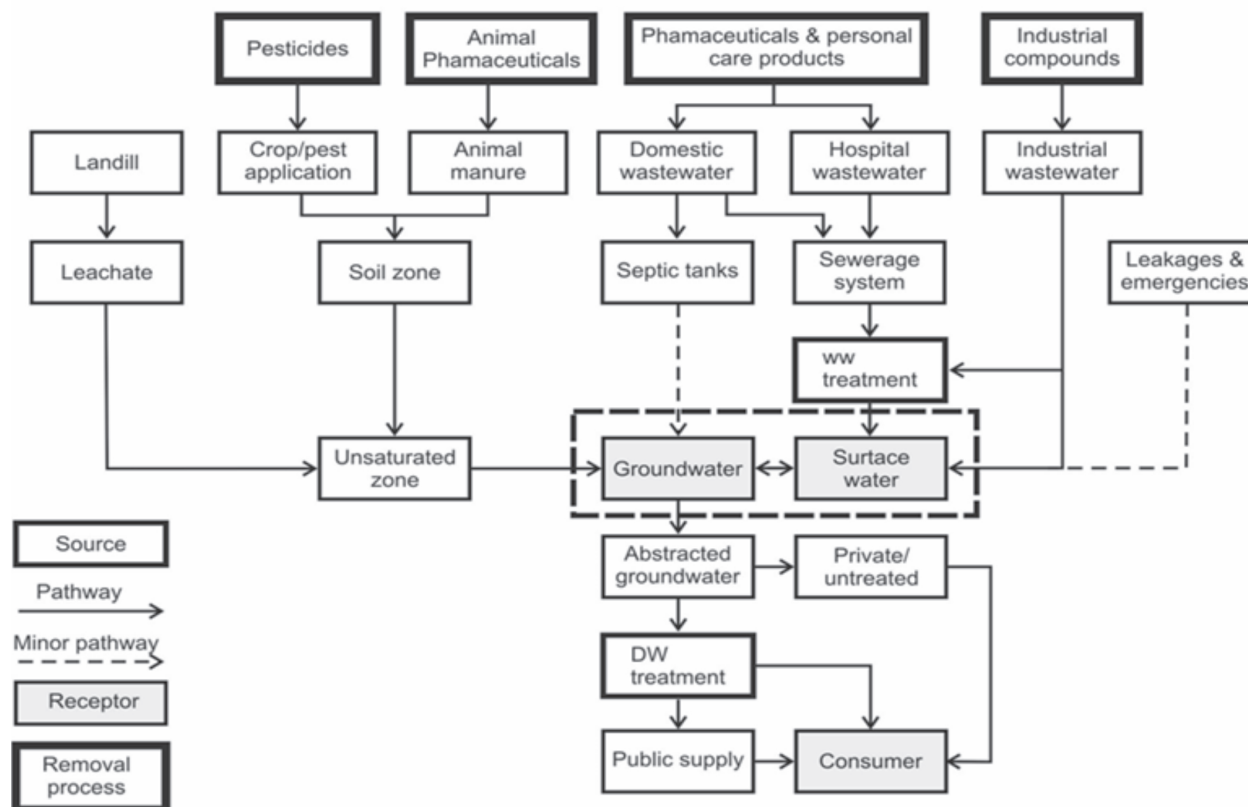 Pesticides
Animal
Phamaceuticals
Phamaceuticals & personal
care products
Industrial
compounds
Landill
Crop/pest
application
Animal
manure
Domestic
wastewater
Hospital
wastewater
Industrial
wastewater
Leachate
Soil zone
Septic tanks
Sewerage
system
Leakages &
emergencies
ww
treatment
Unsaturated
zone
Groundwater
Surtace
water
Source
Pathway
Minor pathway
Receptor
Removal
process
Abstracted
groundwater
Private/
untreated
DW
treatment
Public supply
Consumer